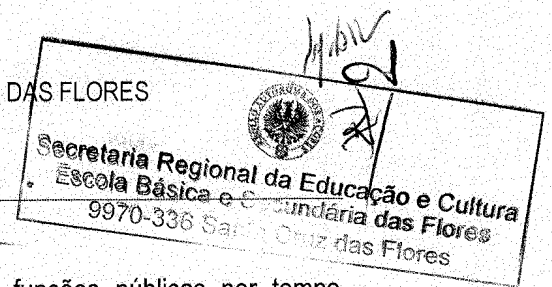 DAS FLORES
Secretaria Regional da Educação e Cultura
Escola Básica e Secundária das Flores
9970-336 Santa Cruz das Flores
funções públicas por tempo